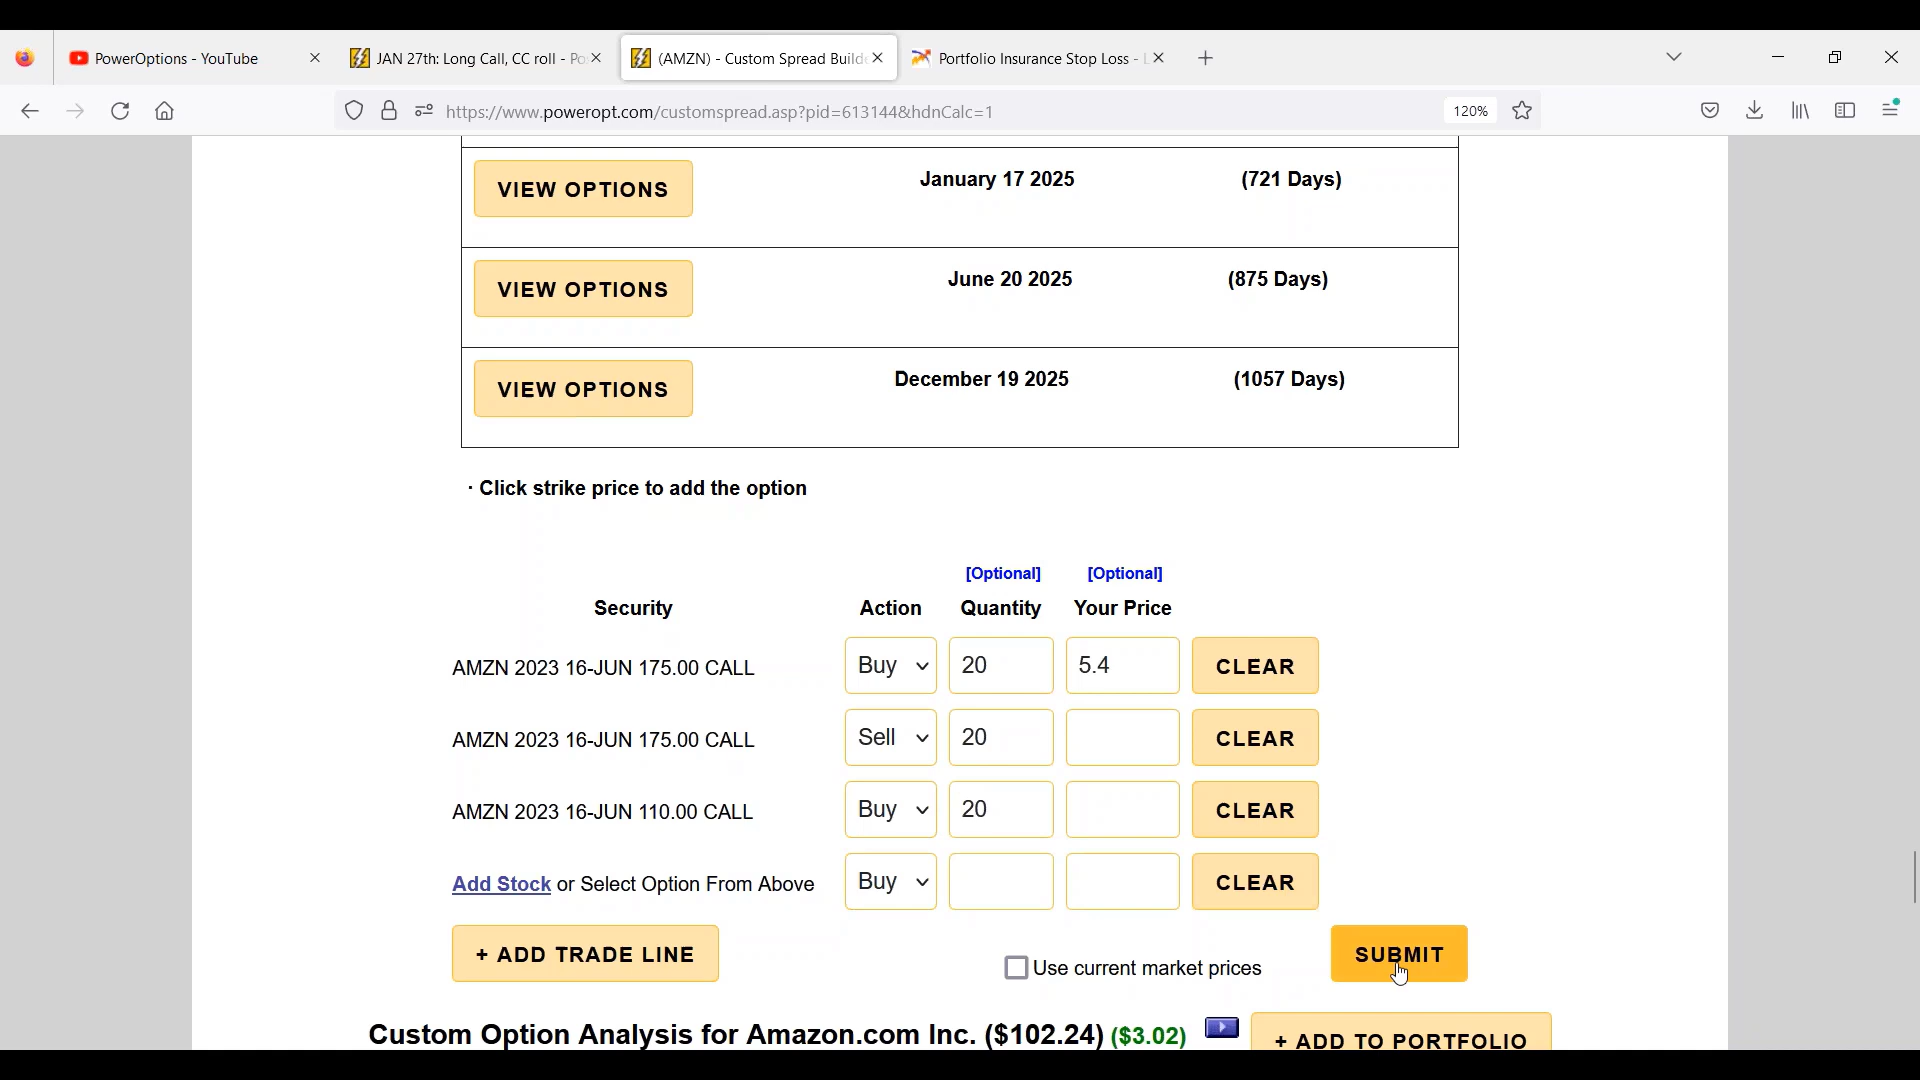 PowerOptions - YouTube
JAN 27th: Long Call, CC roll - Po
(AMZN) - Custom Spread Builde
Portfolio Insurance Stop Loss -
https://www.poweropt.com/customspread.asp?pid=613144&hdnCalc=1
120%
VIEW OPTIONS January 17 2025 (721 Days)
VIEW OPTIONS June 20 2025 (875 Days)
VIEW OPTIONS December 19 2025 (1057 Days)
· Click strike price to add the option
[Optional] [Optional]
Security Action Quantity Your Price
AMZN 2023 16-JUN 175.00 CALL Buy 20 5.4 CLEAR
AMZN 2023 16-JUN 175.00 CALL Sell 20 CLEAR
AMZN 2023 16-JUN 110.00 CALL Buy 20 CLEAR
Add Stock or Select Option From Above Buy CLEAR
+ ADD TRADE LINE Use current market prices SUBMIT
Custom Option Analysis for Amazon.com Inc. ($102.24) ($3.02) + ADD TO PORTFOLIO